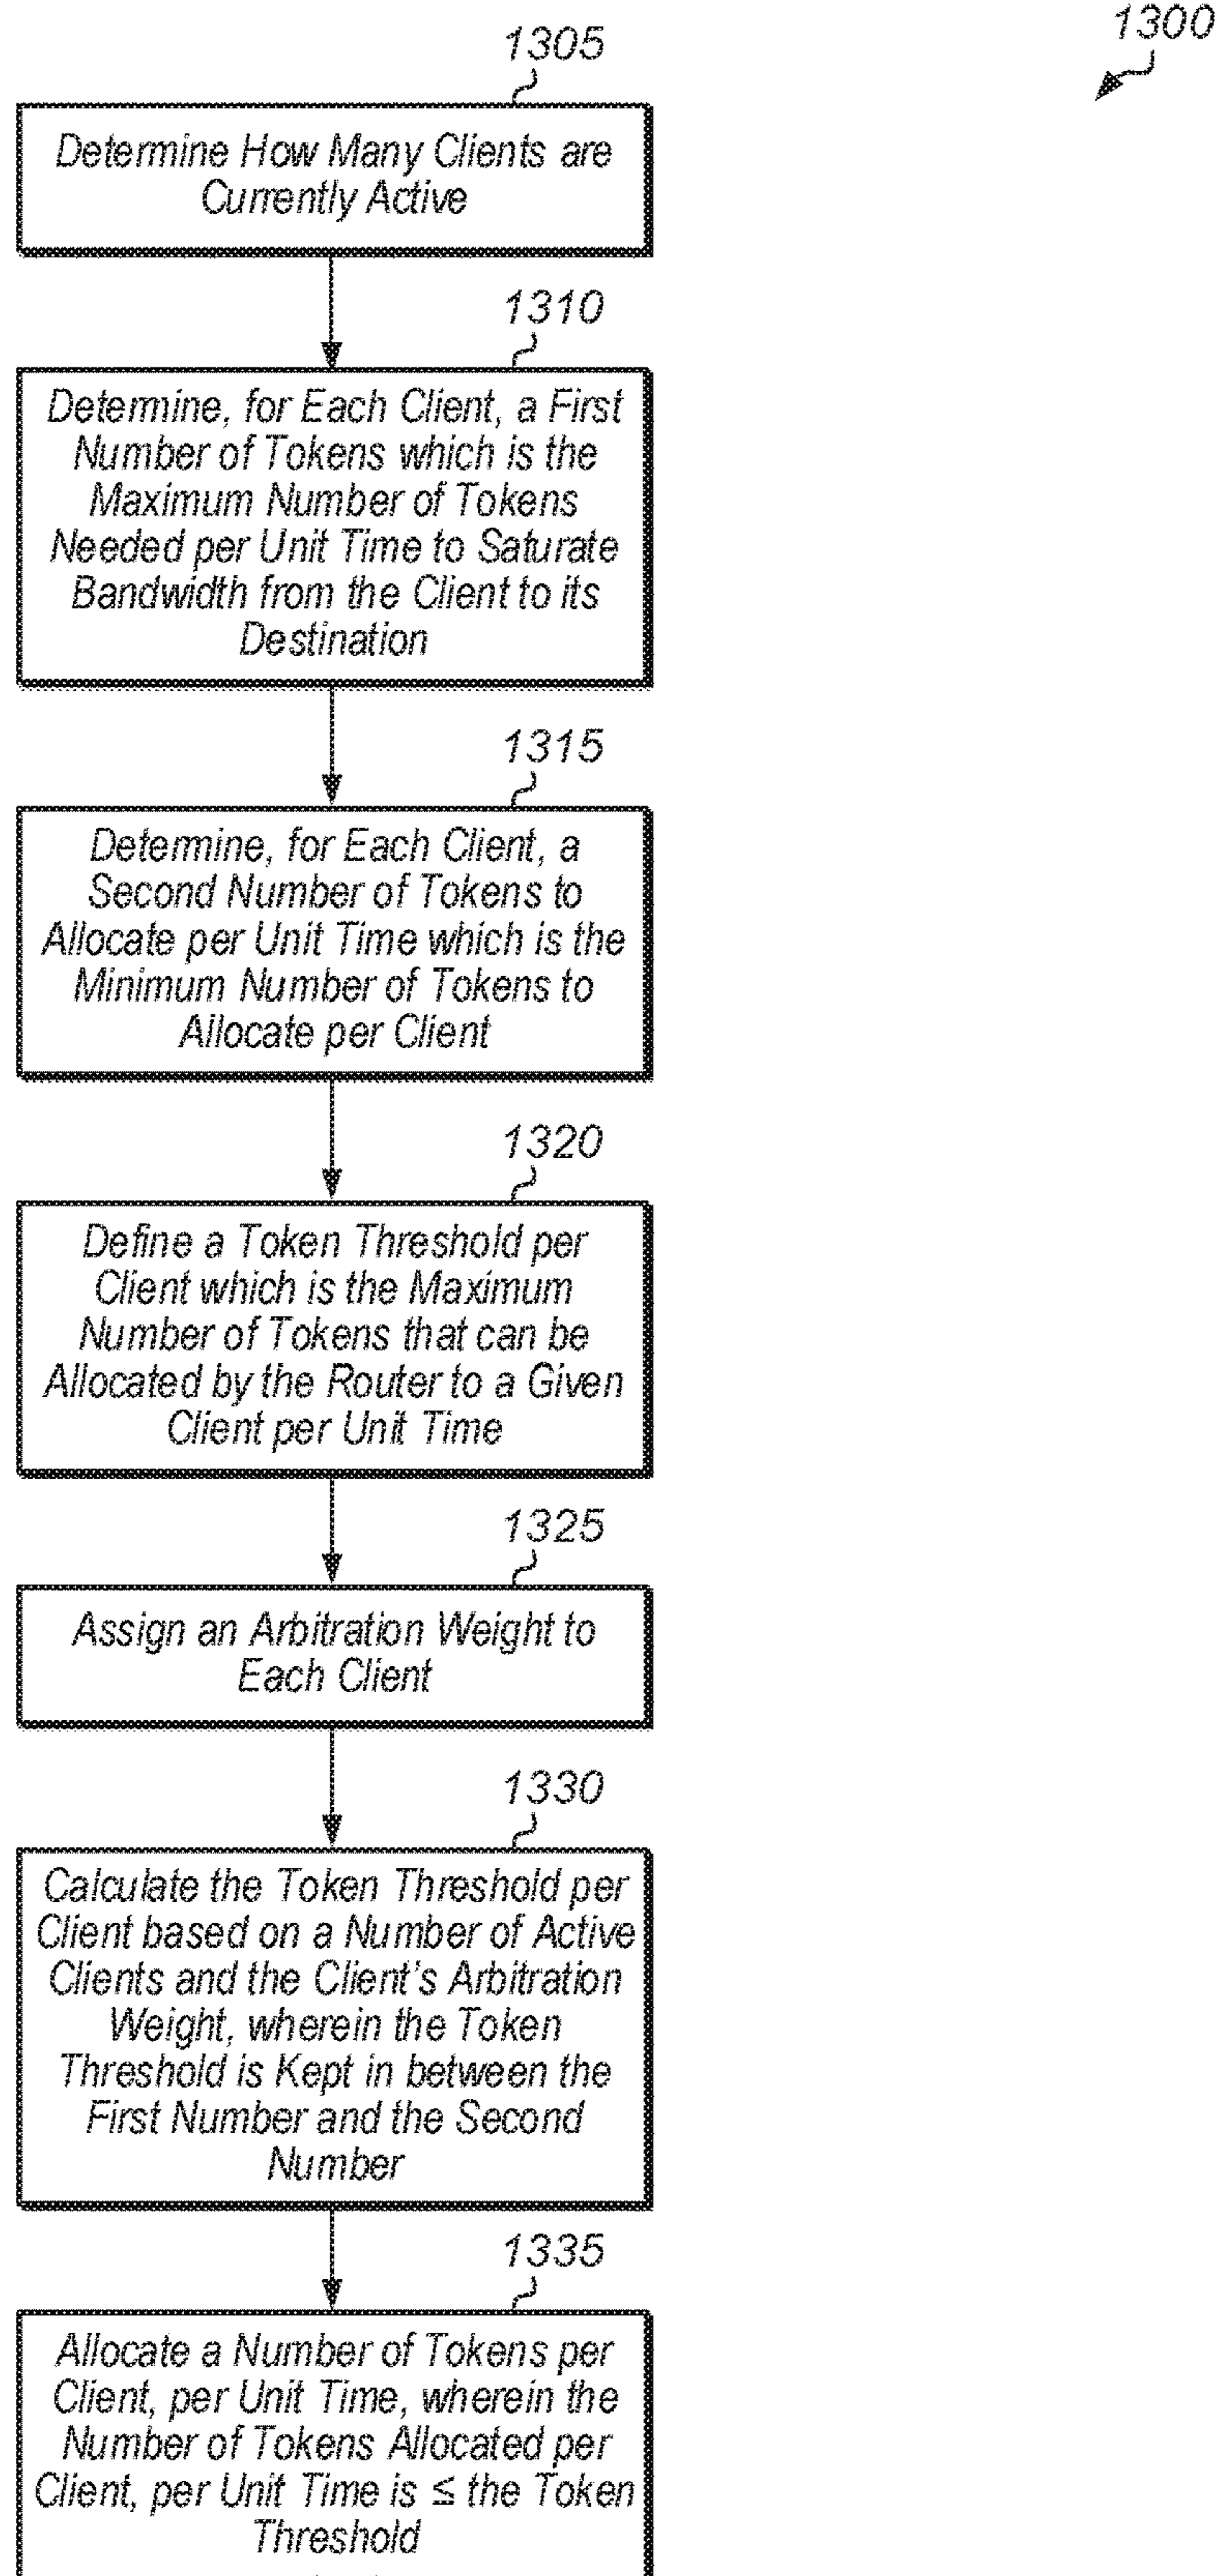 1300
1305
Determine How Many Clients are
Currently Active
1310
Determine, for Each Client, a First
Number of Tokens which is the
Maximum Number of Tokens
Needed per Unit Time to Saturate
Bandwidth from the Client to its
Destination
1315
Determine, for Each Client, a
Second Number of Tokens to
Allocate per Unit Time which is the
Minimum Number of Tokens to
Allocate per Client
1320
Define a Token Threshold per
Client which is the Maximum
Number of Tokens that can be
Allocated by the Router to a Given
Client per Unit Time
1325
Assign an Arbitration Weight to
Each Client
1330
Calculate the Token Threshold per
Client based on a Number of Active
Clients and the Client's Arbitration
Weight, wherein the Token
Threshold is Kept in between the
First Number and the Second
Number
1335
Allocate a Number of Tokens per
Client, per Unit Time, wherein the
Number of Tokens Allocated per
Client, per Unit Time is ≤ the Token
Threshold